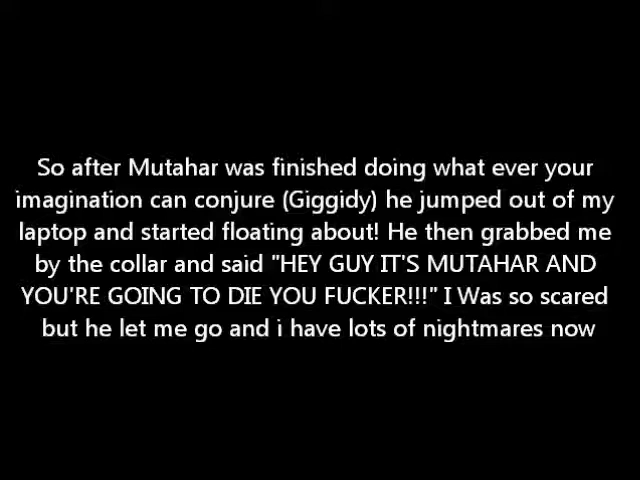 So after Mutahar was finished doing what ever your
imagination can conjure (Giggidy) he jumped out of my
laptop and started floating about! He then grabbed me
by the collar and said "HEY GUY IT'S MUTAHAR AND
YOU'RE GOING TO DIE YOU FUCKER!!!" I Was so scared
but he let me go and i have lots of nightmares now